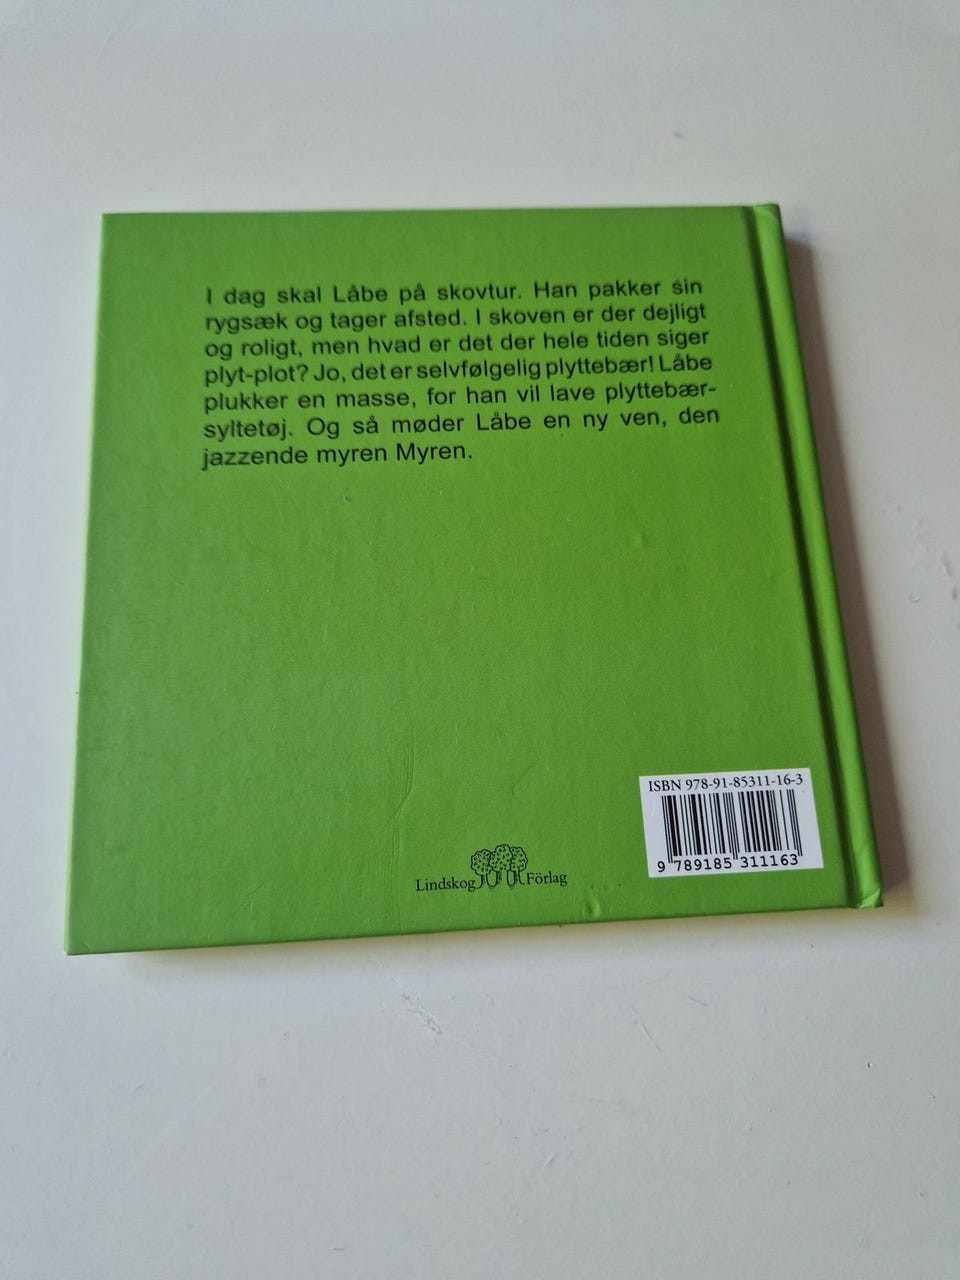 I dag skal Låbe på skovtur. Han pakker sin
rygsæk og tager afsted. I skoven er der dejligt
og roligt, men hvad er det der hele tiden siger
plyt-plot? Jo, det er selvfølgelig plyttebær! Låbe
plukker en masse, for han vil lave plyttebær-
syltetøj. Og så møder Låbe en ny ven, den
jazzende myren Myren.
ISBN 978-91-85311-16-3
9 789185 311163
Lindskog Förlag